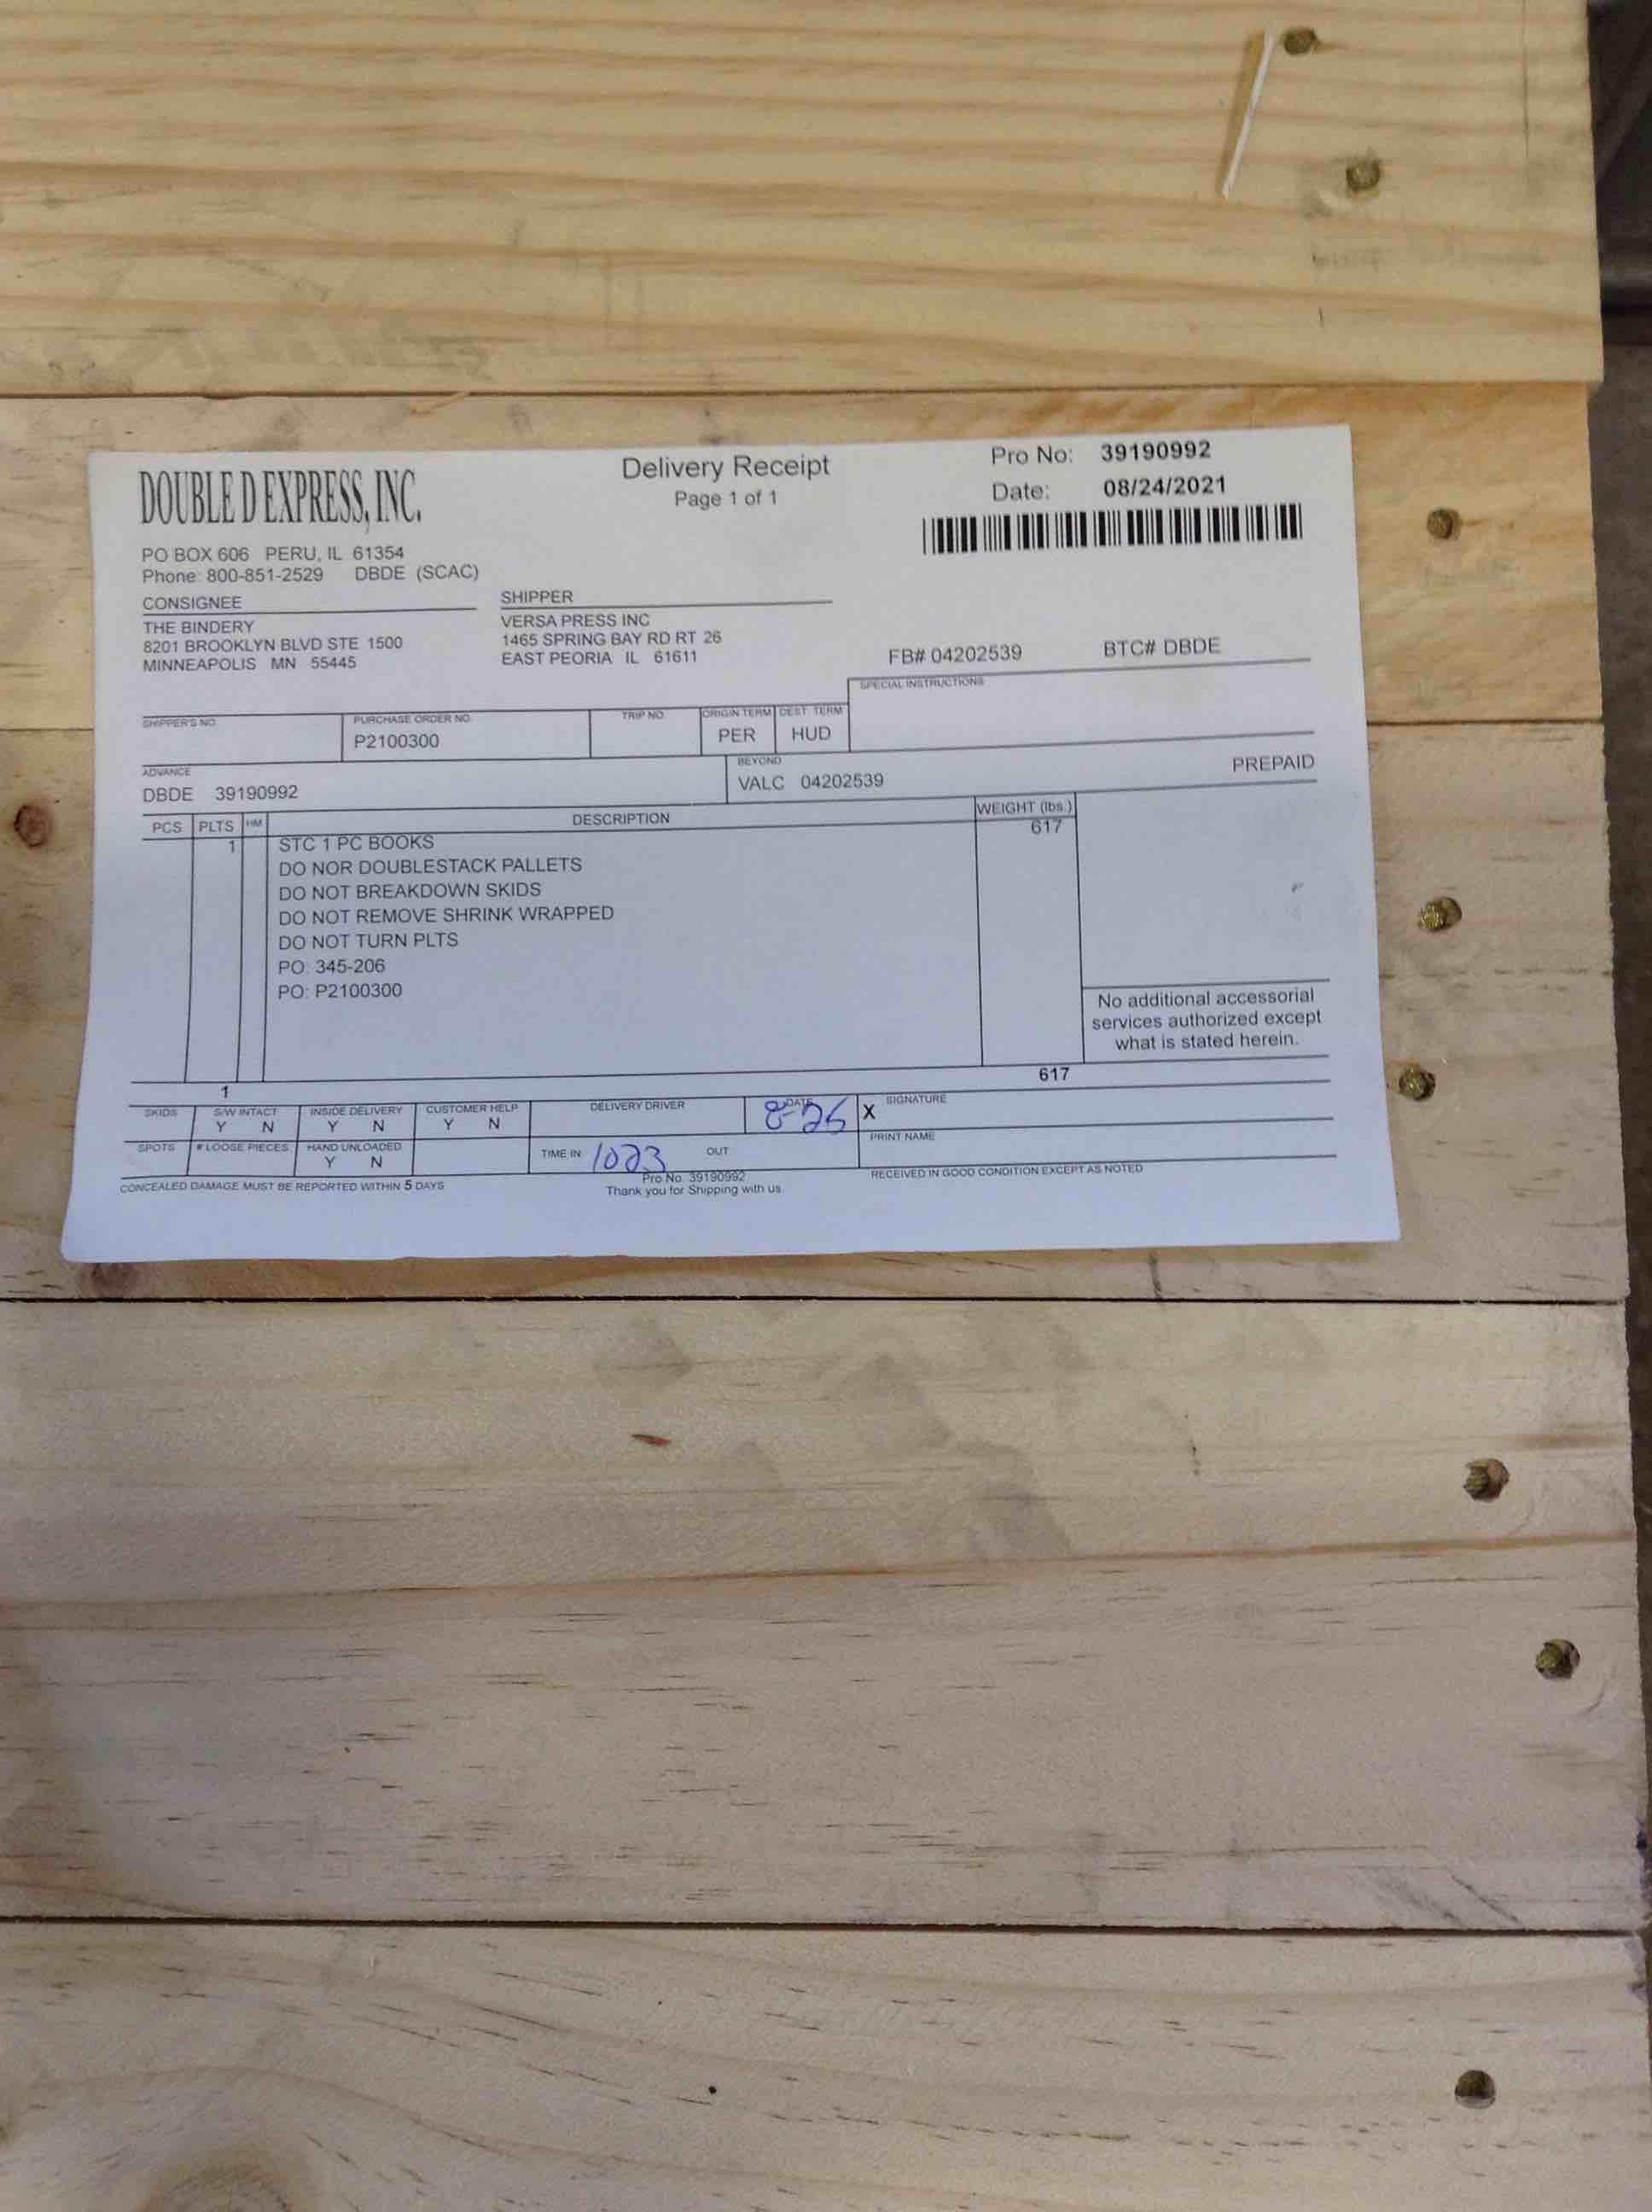 DOUBLE D EXPRESS, INC.
Delivery Receipt
Page 1 of 1
Pro No: 39190992
Date: 08/24/2021
PO BOX 606 PERU, IL 61354
Phone: 800-851-2529 DBDE (SCAC)
CONSIGNEE
THE BINDERY
8201 BROOKLYN BLVD STE 1500
MINNEAPOLIS MN 55445
SHIPPER
VERSA PRESS INC
1465 SPRING BAY RD RT 26
EAST PEORIA IL 61611
FB# 04202539 BTC# DBDE
SPECIAL INSTRUCTIONS
SHIPPER'S NO.
PURCHASE ORDER NO.
P2100300
TRIP NO.
ORIGIN TERM
PER
DEST. TERM
HUD
ADVANCE
DBDE 39190992
BEYOND
VALC 04202539
PREPAID
PCS PLTS HM DESCRIPTION WEIGHT (lbs.)
1 STC 1 PC BOOKS 617
DO NOR DOUBLESTACK PALLETS
DO NOT BREAKDOWN SKIDS
DO NOT REMOVE SHRINK WRAPPED
DO NOT TURN PLTS
PO: 345-206
PO: P2100300
No additional accessorial
services authorized except
what is stated herein.
1 617
SKIDS
S/W INTACT
Y N
INSIDE DELIVERY
Y N
CUSTOMER HELP
Y N
DELIVERY DRIVER
DATE
8-25
X SIGNATURE
SPOTS
# LOOSE PIECES
HAND UNLOADED
Y N
TIME IN 1023 OUT
PRINT NAME
CONCEALED DAMAGE MUST BE REPORTED WITHIN 5 DAYS
Pro No. 39190992
Thank you for Shipping with us
RECEIVED IN GOOD CONDITION EXCEPT AS NOTED